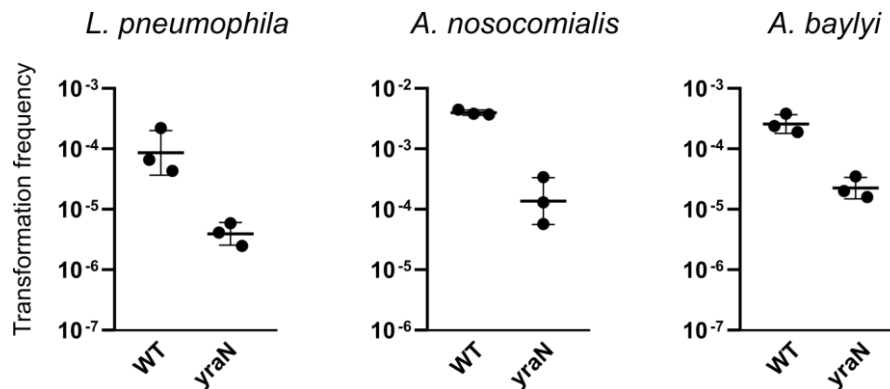 L. pneumophila
A. nosocomialis
A. baylyi
Transformation frequency
10⁻³
10⁻⁴
10⁻⁵
10⁻⁶
10⁻⁷
WT
yraN
10⁻²
10⁻³
10⁻⁴
10⁻⁵
10⁻⁶
WT
yraN
10⁻³
10⁻⁴
10⁻⁵
10⁻⁶
10⁻⁷
WT
yraN